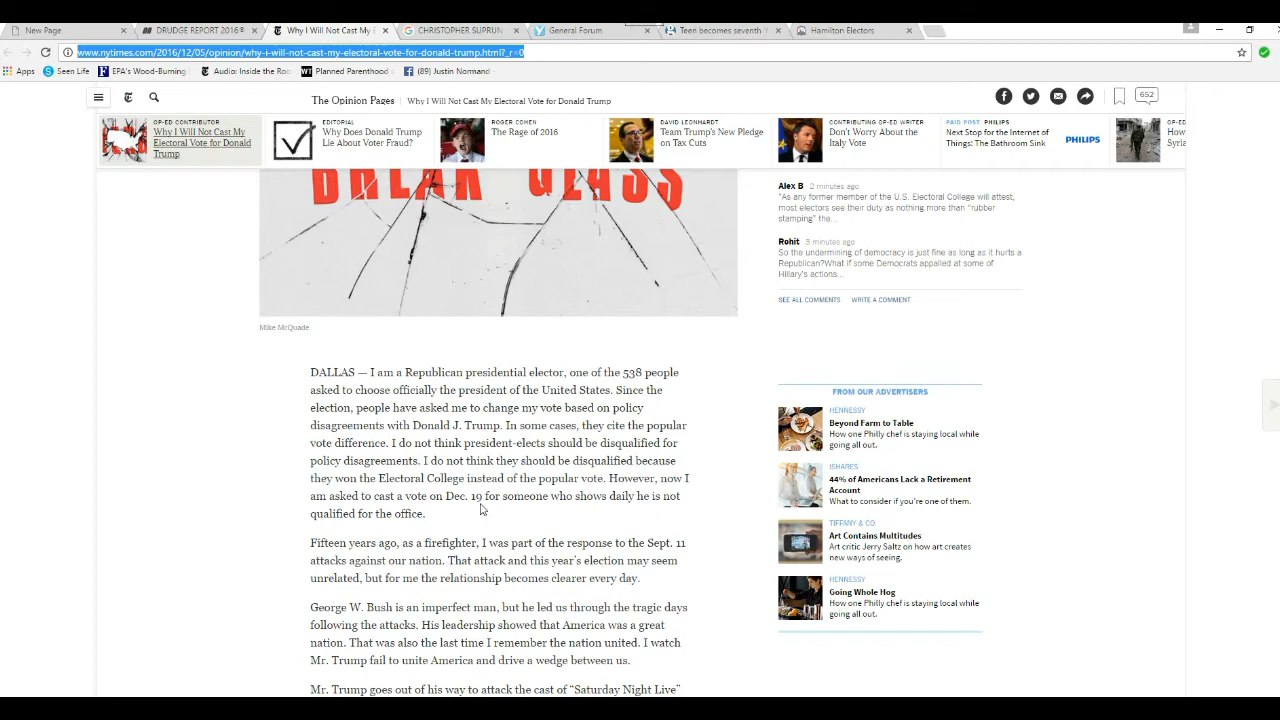 New Page
DRUDGE REPORT 2016®
Why I Will Not Cast My E
CHRISTOPHER SUPRUN
General Forum
Teen becomes seventh '
Hamilton Electors
www.nytimes.com/2016/12/05/opinion/why-i-will-not-cast-my-electoral-vote-for-donald-trump.html?_r=0
Apps
Seen Life
EPA's Wood-Burning
Audio: Inside the Roo
Planned Parenthood
(89) Justin Normand
The Opinion Pages
Why I Will Not Cast My Electoral Vote for Donald Trump
652
OP-ED CONTRIBUTOR
Why I Will Not Cast My
Electoral Vote for Donald
Trump
EDITORIAL
Why Does Donald Trump
Lie About Voter Fraud?
ROGER COHEN
The Rage of 2016
DAVID LEONHARDT
Team Trump's New Pledge
on Tax Cuts
CONTRIBUTING OP-ED WRITER
Don't Worry About the
Italy Vote
PAID POST: PHILIPS
Next Stop for the Internet of
Things: The Bathroom Sink
PHILIPS
OP-ED
How
Syria
BREAK GLASS
Mike McQuade
DALLAS — I am a Republican presidential elector, one of the 538 people
asked to choose officially the president of the United States. Since the
election, people have asked me to change my vote based on policy
disagreements with Donald J. Trump. In some cases, they cite the popular
vote difference. I do not think president-elects should be disqualified for
policy disagreements. I do not think they should be disqualified because
they won the Electoral College instead of the popular vote. However, now I
am asked to cast a vote on Dec. 19 for someone who shows daily he is not
qualified for the office.
Fifteen years ago, as a firefighter, I was part of the response to the Sept. 11
attacks against our nation. That attack and this year's election may seem
unrelated, but for me the relationship becomes clearer every day.
George W. Bush is an imperfect man, but he led us through the tragic days
following the attacks. His leadership showed that America was a great
nation. That was also the last time I remember the nation united. I watch
Mr. Trump fail to unite America and drive a wedge between us.
Mr. Trump goes out of his way to attack the cast of “Saturday Night Live”
Alex B 2 minutes ago
"As any former member of the U.S. Electoral College will attest,
most electors see their duty as nothing more than "rubber
stamping" the...
Rohit 3 minutes ago
So the undermining of democracy is just fine as long as it hurts a
Republican?What if some Democrats appalled at some of
Hillary's actions...
SEE ALL COMMENTS
WRITE A COMMENT
FROM OUR ADVERTISERS
HENNESSY
Beyond Farm to Table
How one Philly chef is staying local while
going all out.
ISHARES
44% of Americans Lack a Retirement
Account
What to consider if you're one of them.
TIFFANY & CO.
Art Contains Multitudes
Art critic Jerry Saltz on how art creates
new ways of seeing.
HENNESSY
Going Whole Hog
How one Philly chef is staying local while
going all out.